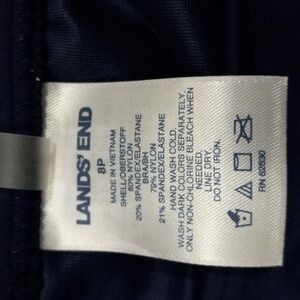 LANDS' END
8P
MADE IN VIETNAM
SHELL/OBERSTOFF
80% NYLON
20% SPANDEX/ELASTANE
BRA/BH
79% NYLON
21% SPANDEX/ELASTANE
HAND WASH COLD.
WASH DARK COLORS SEPARATELY.
ONLY NON-CHLORINE BLEACH WHEN
NEEDED.
LINE DRY.
DO NOT IRON.
RN 62830